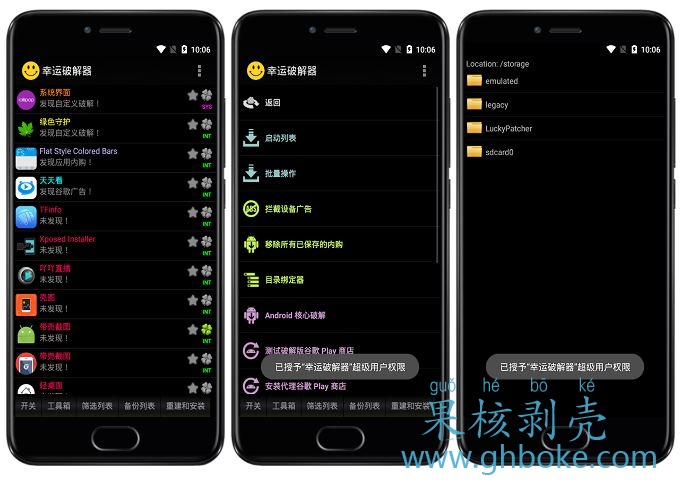 10:06
幸运破解器
系统界面
发现自定义破解！
SYS
绿色守护
发现自定义破解！
INT
Flat Style Colored Bars
发现应用内购！
INT
天天看
发现谷歌广告！
INT
TFinfo
未发现！
INT
Xposed Installer
未发现！
INT
吖吖直播
未发现！
INT
壳图
未发现！
INT
带壳截图
未发现！
INT
带壳截图
未发现！
INT
轻桌面
开关
工具箱
筛选列表
备份列表
重建和安装
10:06
幸运破解器
返回
启动列表
批量操作
ABS
拦截设备广告
移除所有已保存的内购
目录绑定器
Android 核心破解
测试破解版谷歌 Play 商店
已授予“幸运破解器”超级用户权限
安装代理谷歌 Play 商店
开关
工具箱
筛选列表
备份列表
重建和安装
10:06
Location: /storage
emulated
legacy
LuckyPatcher
sdcard0
已授予“幸运破解器”超级用户权限
guǒ hé bō ké
果核剥壳
www.ghboke.com